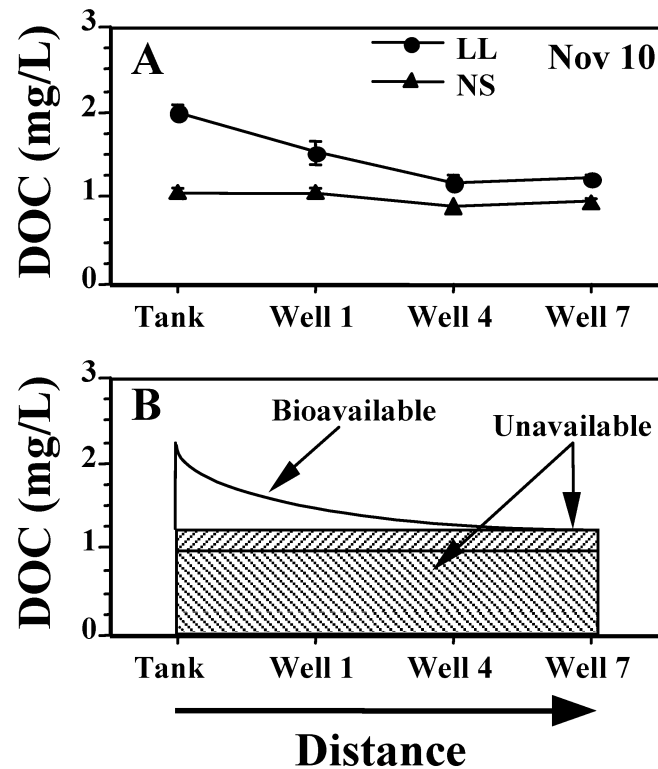 3
2
1
0
DOC (mg/L)
A
LL
NS
Nov 10
Tank Well 1 Well 4 Well 7
3
2
1
0
DOC (mg/L)
B
Bioavailable
Unavailable
Tank Well 1 Well 4 Well 7
Distance